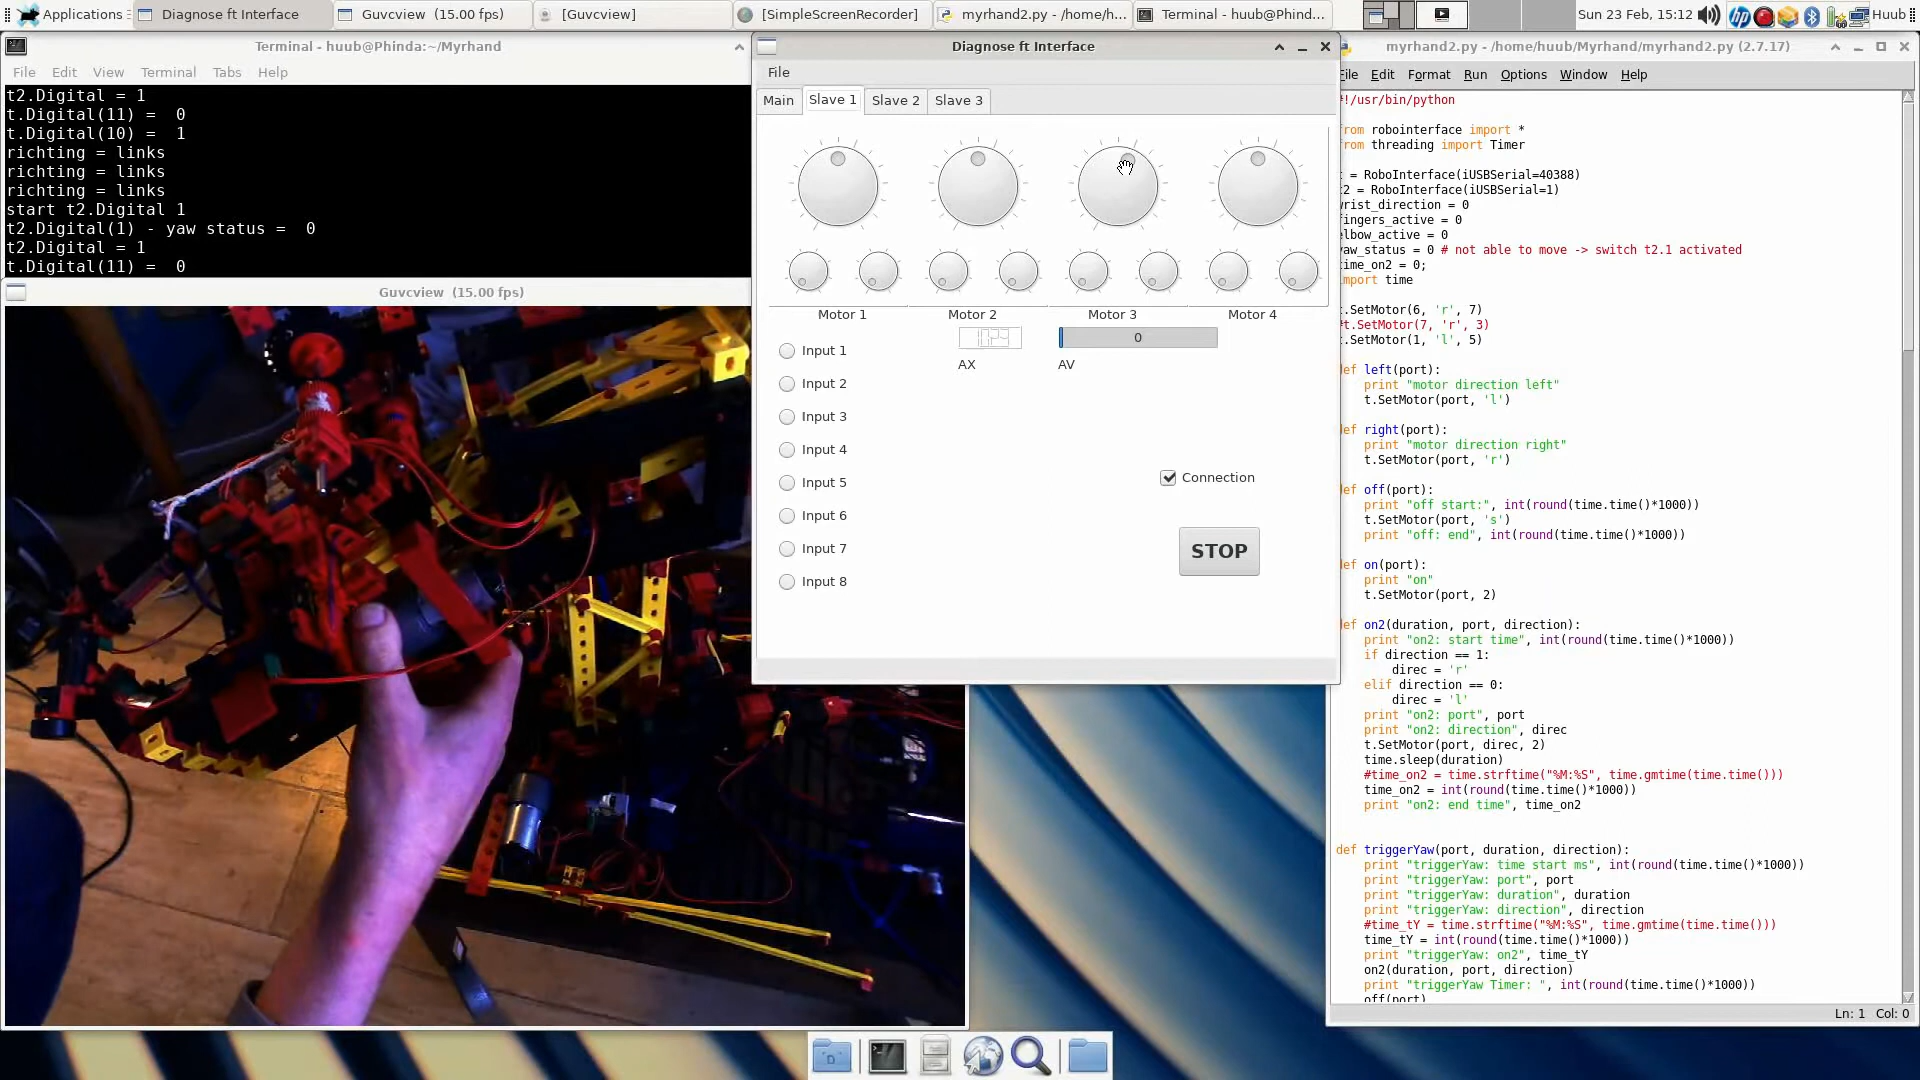 Applications
Diagnose ft Interface
Guvcview (15.00 fps)
[Guvcview]
[SimpleScreenRecorder]
myrhand2.py - /home/h...
Terminal - huub@Phind...
Sun 23 Feb, 15:12
Huub
Terminal - huub@Phinda:~/Myrhand
File Edit View Terminal Tabs Help
t2.Digital = 1
t.Digital(11) =  0
t.Digital(10) =  1
richting = links
richting = links
richting = links
start t2.Digital 1
t2.Digital(1) - yaw status =  0
t2.Digital = 1
t.Digital(11) =  0
Guvcview (15.00 fps)
Diagnose ft Interface
File
Main Slave 1 Slave 2 Slave 3
Motor 1 Motor 2 Motor 3 Motor 4
0
AX AV
Input 1
Input 2
Input 3
Input 4
Input 5
Input 6
Input 7
Input 8
Connection
STOP
myrhand2.py - /home/huub/Myrhand/myrhand2.py (2.7.17)
File Edit Format Run Options Window Help
#!/usr/bin/python
from robointerface import *
from threading import Timer
= RoboInterface(iUSBSerial=40388)
t2 = RoboInterface(iUSBSerial=1)
wrist_direction = 0
fingers_active = 0
elbow_active = 0
yaw_status = 0 # not able to move -> switch t2.1 activated
time_on2 = 0;
import time
t.SetMotor(6, 'r', 7)
#t.SetMotor(7, 'r', 3)
t.SetMotor(1, 'l', 5)
def left(port):
print "motor direction left"
t.SetMotor(port, 'l')
def right(port):
print "motor direction right"
t.SetMotor(port, 'r')
def off(port):
print "off start:", int(round(time.time()*1000))
t.SetMotor(port, 's')
print "off: end", int(round(time.time()*1000))
def on(port):
print "on"
t.SetMotor(port, 2)
def on2(duration, port, direction):
print "on2: start time", int(round(time.time()*1000))
if direction == 1:
direc = 'r'
elif direction == 0:
direc = 'l'
print "on2: port", port
print "on2: direction", direc
t.SetMotor(port, direc, 2)
time.sleep(duration)
#time_on2 = time.strftime("%M:%S", time.gmtime(time.time()))
time_on2 = int(round(time.time()*1000))
print "on2: end time", time_on2
def triggerYaw(port, duration, direction):
print "triggerYaw: time start ms", int(round(time.time()*1000))
print "triggerYaw: port", port
print "triggerYaw: duration", duration
print "triggerYaw: direction", direction
#time_tY = time.strftime("%M:%S", time.gmtime(time.time()))
time_tY = int(round(time.time()*1000))
print "triggerYaw: on2", time_tY
on2(duration, port, direction)
print "triggerYaw Timer: ", int(round(time.time()*1000))
off(port)
Ln: 1 Col: 0